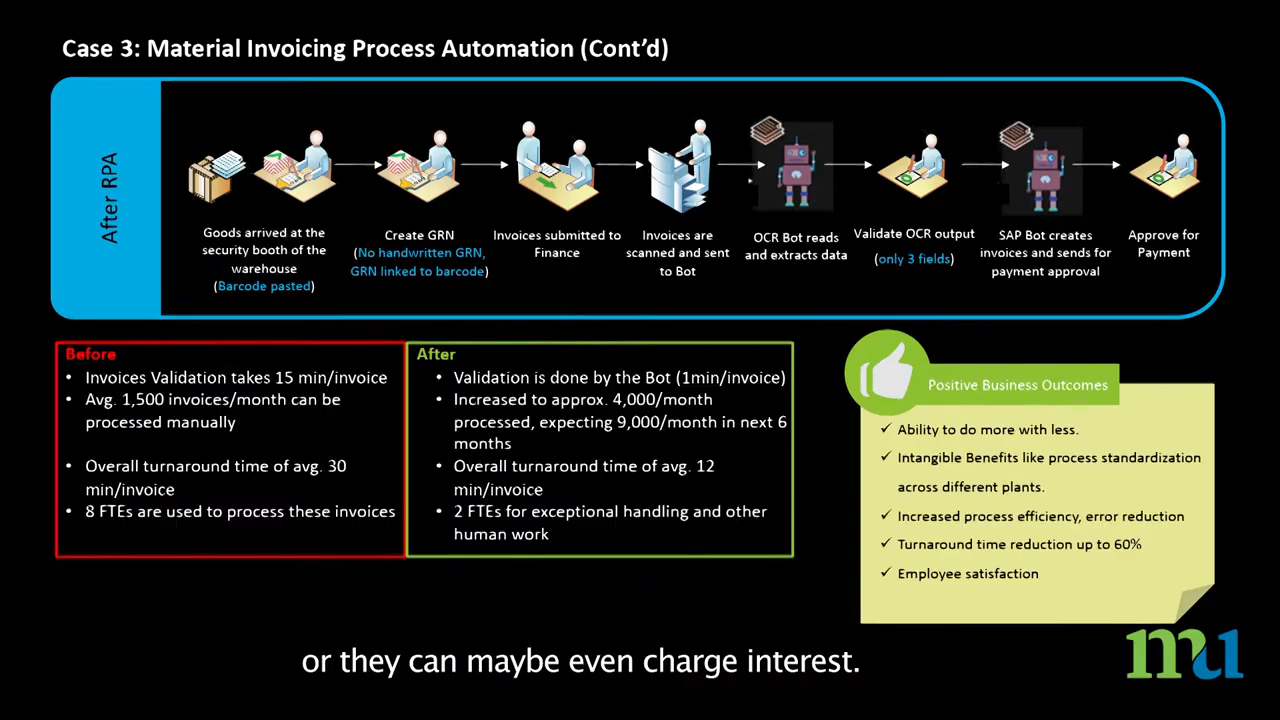 Case 3: Material Invoicing Process Automation (Cont’d)
After RPA
Goods arrived at the
security booth of the
warehouse
(Barcode pasted)
Create GRN
(No handwritten GRN,
GRN linked to barcode)
Invoices submitted to
Finance
Invoices are
scanned and sent
to Bot
OCR Bot reads
and extracts data
Validate OCR output
(only 3 fields)
SAP Bot creates
invoices and sends for
payment approval
Approve for
Payment
Before
• Invoices Validation takes 15 min/invoice
• Avg. 1,500 invoices/month can be
processed manually
• Overall turnaround time of avg. 30
min/invoice
• 8 FTEs are used to process these invoices
After
• Validation is done by the Bot (1min/invoice)
• Increased to approx. 4,000/month
processed, expecting 9,000/month in next 6
months
• Overall turnaround time of avg. 12
min/invoice
• 2 FTEs for exceptional handling and other
human work
Positive Business Outcomes
✓ Ability to do more with less.
✓ Intangible Benefits like process standardization
across different plants.
✓ Increased process efficiency, error reduction
✓ Turnaround time reduction up to 60%
✓ Employee satisfaction
or they can maybe even charge interest.
mu